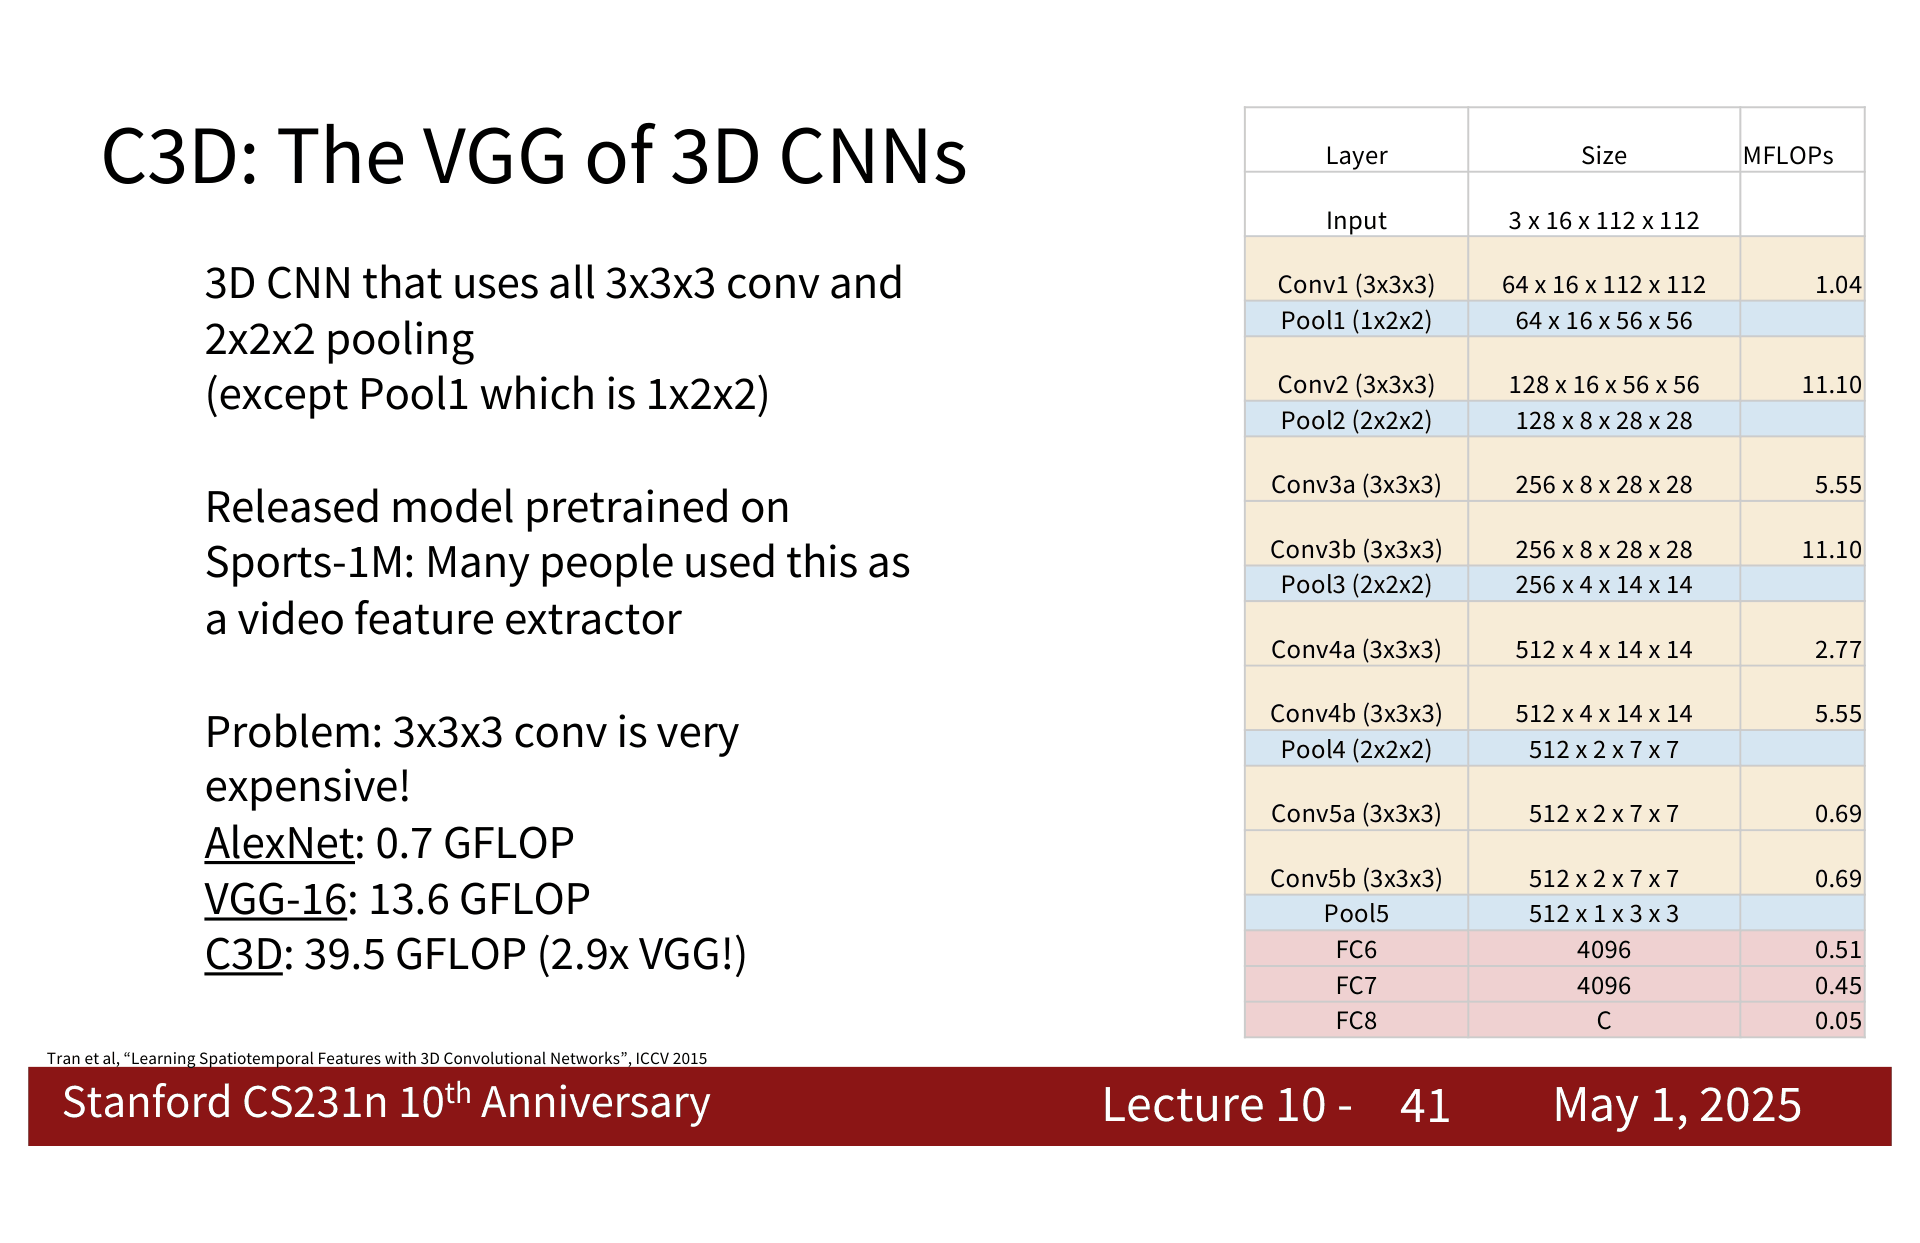 C3D: The VGG of 3D CNNs
3D CNN that uses all 3x3x3 conv and
2x2x2 pooling
(except Pool1 which is 1x2x2)
Released model pretrained on
Sports-1M: Many people used this as
a video feature extractor
Problem: 3x3x3 conv is very
expensive!
AlexNet: 0.7 GFLOP
VGG-16: 13.6 GFLOP
C3D: 39.5 GFLOP (2.9x VGG!)
Layer Size MFLOPs
Input 3 x 16 x 112 x 112
Conv1 (3x3x3) 64 x 16 x 112 x 112 1.04
Pool1 (1x2x2) 64 x 16 x 56 x 56
Conv2 (3x3x3) 128 x 16 x 56 x 56 11.10
Pool2 (2x2x2) 128 x 8 x 28 x 28
Conv3a (3x3x3) 256 x 8 x 28 x 28 5.55
Conv3b (3x3x3) 256 x 8 x 28 x 28 11.10
Pool3 (2x2x2) 256 x 4 x 14 x 14
Conv4a (3x3x3) 512 x 4 x 14 x 14 2.77
Conv4b (3x3x3) 512 x 4 x 14 x 14 5.55
Pool4 (2x2x2) 512 x 2 x 7 x 7
Conv5a (3x3x3) 512 x 2 x 7 x 7 0.69
Conv5b (3x3x3) 512 x 2 x 7 x 7 0.69
Pool5 512 x 1 x 3 x 3
FC6 4096 0.51
FC7 4096 0.45
FC8 C 0.05
Tran et al, “Learning Spatiotemporal Features with 3D Convolutional Networks”, ICCV 2015
Stanford CS231n 10th Anniversary Lecture 10 - 41 May 1, 2025